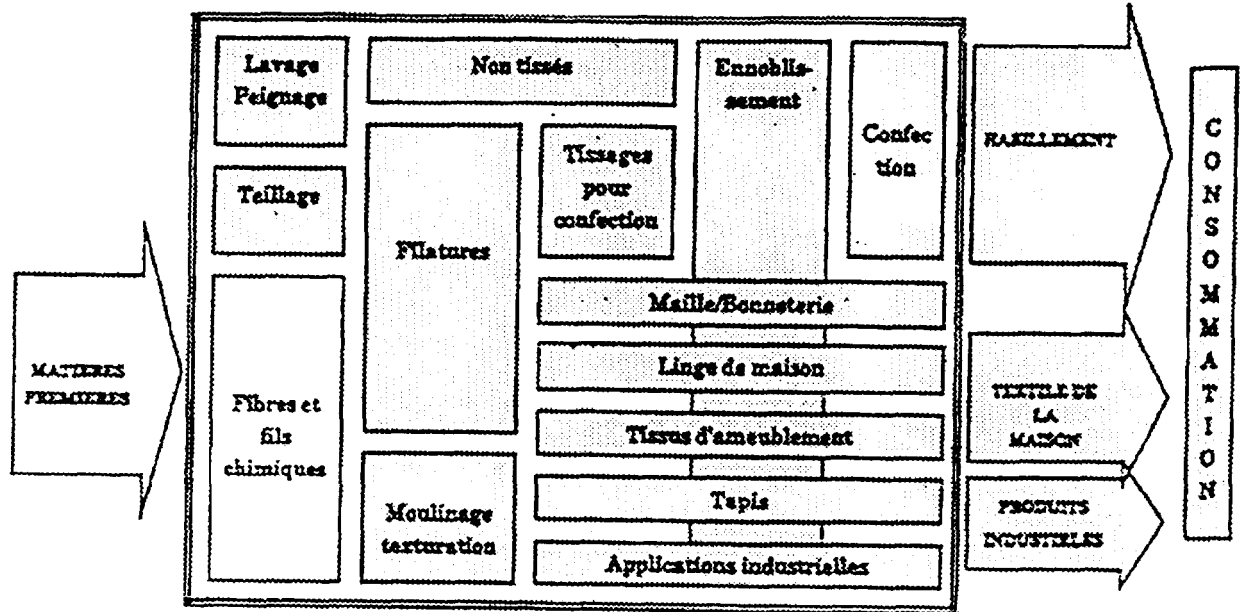 MATIERES
PREMIERES
Lavage
Peignage
Teillage
Fibres et
fils
chimiques
Non tissés
Filatures
Moulinage
texturation
Tissages
pour
confection
Ennoblis-
sement
Confec
tion
Maille/Bonneterie
Linge de maison
Tissus d'ameublement
Tapis
Applications industrielles
HABILLEMENT
TEXTILE DE
LA
MAISON
PRODUITS
INDUSTRIELS
C
O
N
S
O
M
M
A
T
I
O
N